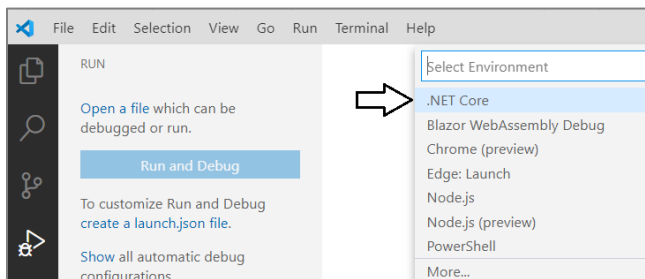 File Edit Selection View Go Run Terminal Help
RUN
Open a file which can be
debugged or run.
Run and Debug
To customize Run and Debug
create a launch.json file.
Show all automatic debug
configurations.
Select Environment
.NET Core
Blazor WebAssembly Debug
Chrome (preview)
Edge: Launch
Node.js
Node.js (preview)
PowerShell
More...